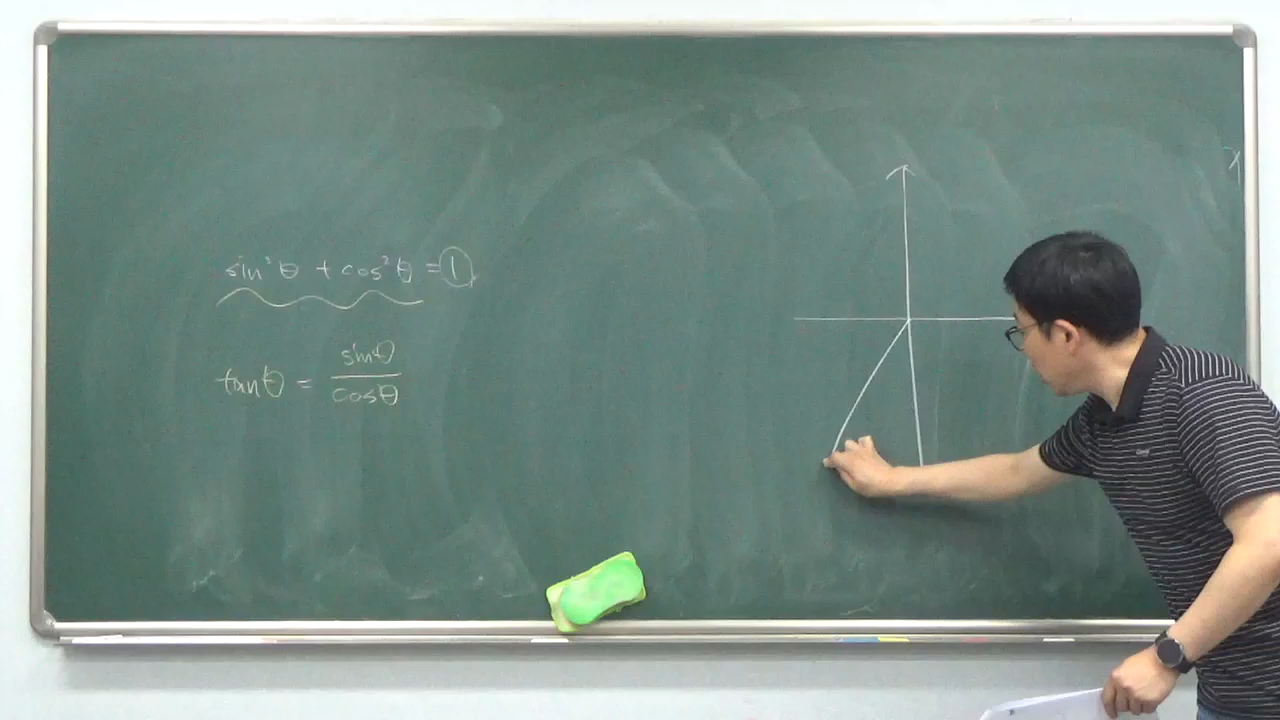 sin²θ + cos²θ = ①
tanθ = sinθ/cosθ